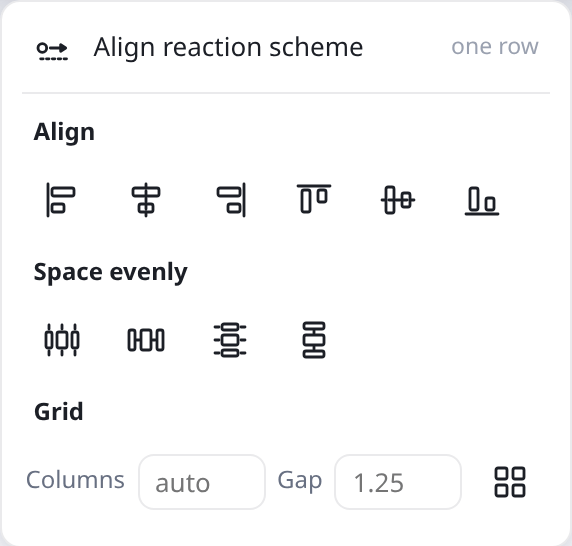 Align reaction scheme one row
Align
Space evenly
Grid
Columns auto Gap 1.25